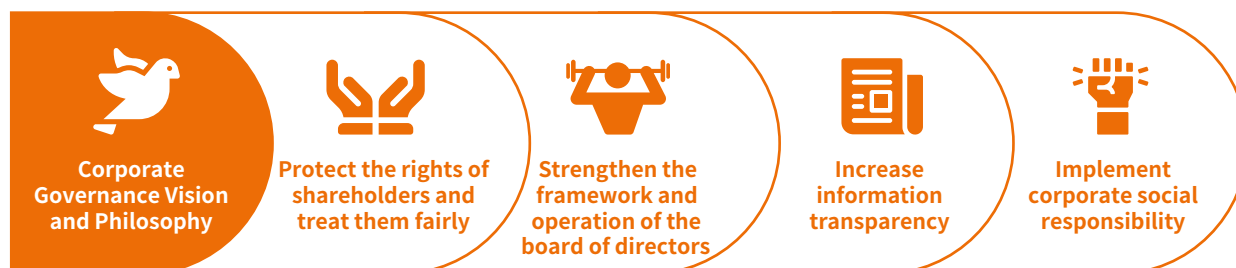 Corporate
Governance Vision
and Philosophy
Protect the rights of
shareholders and
treat them fairly
Strengthen the
framework and
operation of the
board of directors
Increase
information
transparency
Implement
corporate social
responsibility